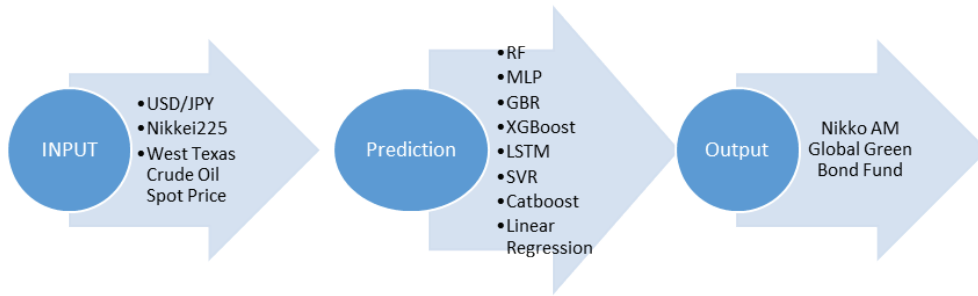 INPUT
•USD/JPY
•Nikkei225
•West Texas
Crude Oil
Spot Price
Prediction
•RF
•MLP
•GBR
•XGBoost
•LSTM
•SVR
•Catboost
•Linear
Regression
Output
Nikko AM
Global Green
Bond Fund